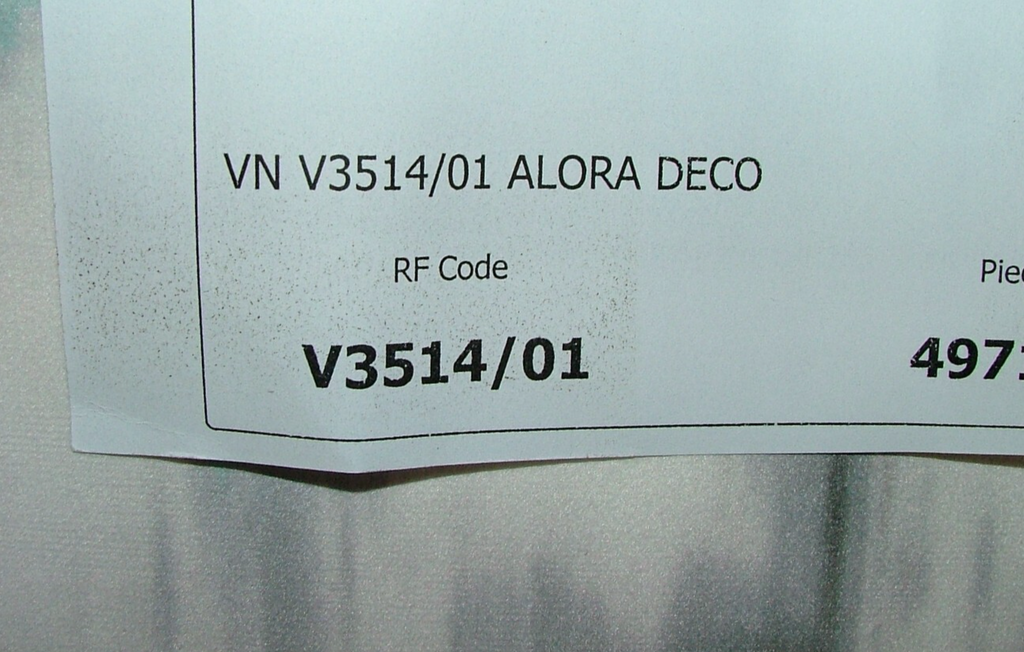 VN V3514/01 ALORA DECO
RF Code
V3514/01